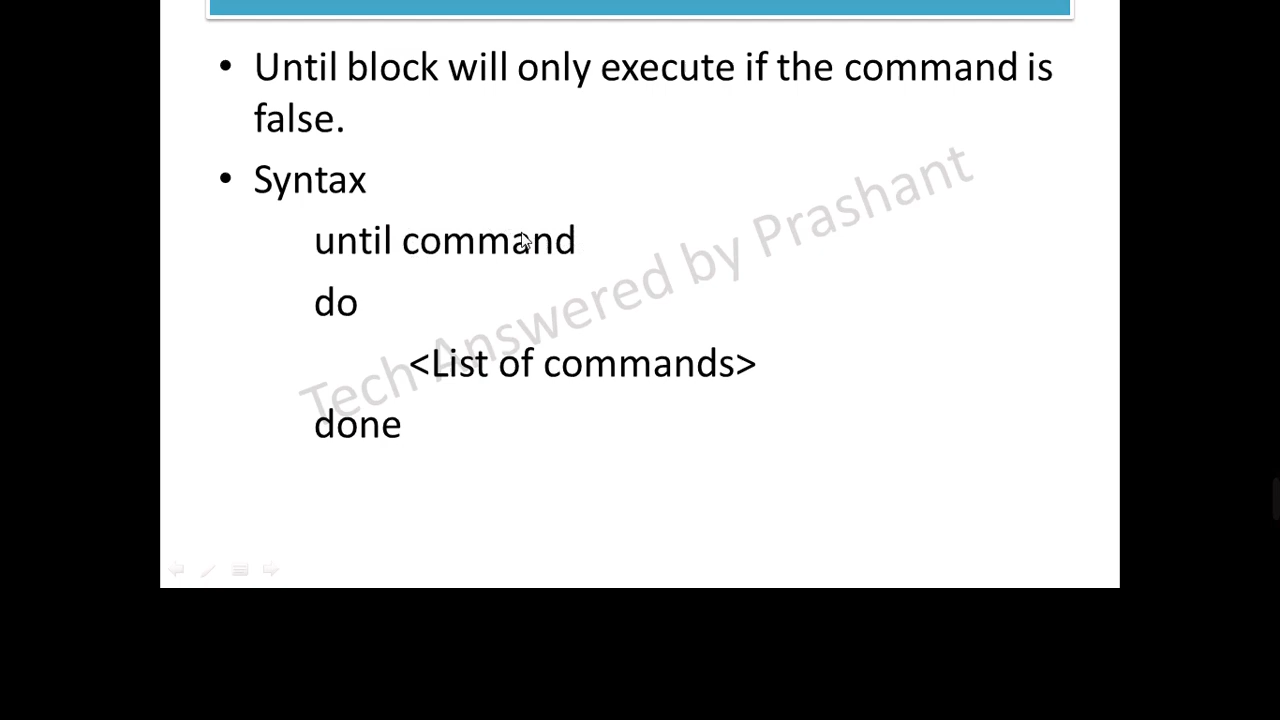 • Until block will only execute if the command is
false.
• Syntax
until command
do
<List of commands>
done
Tech Answered by Prashant